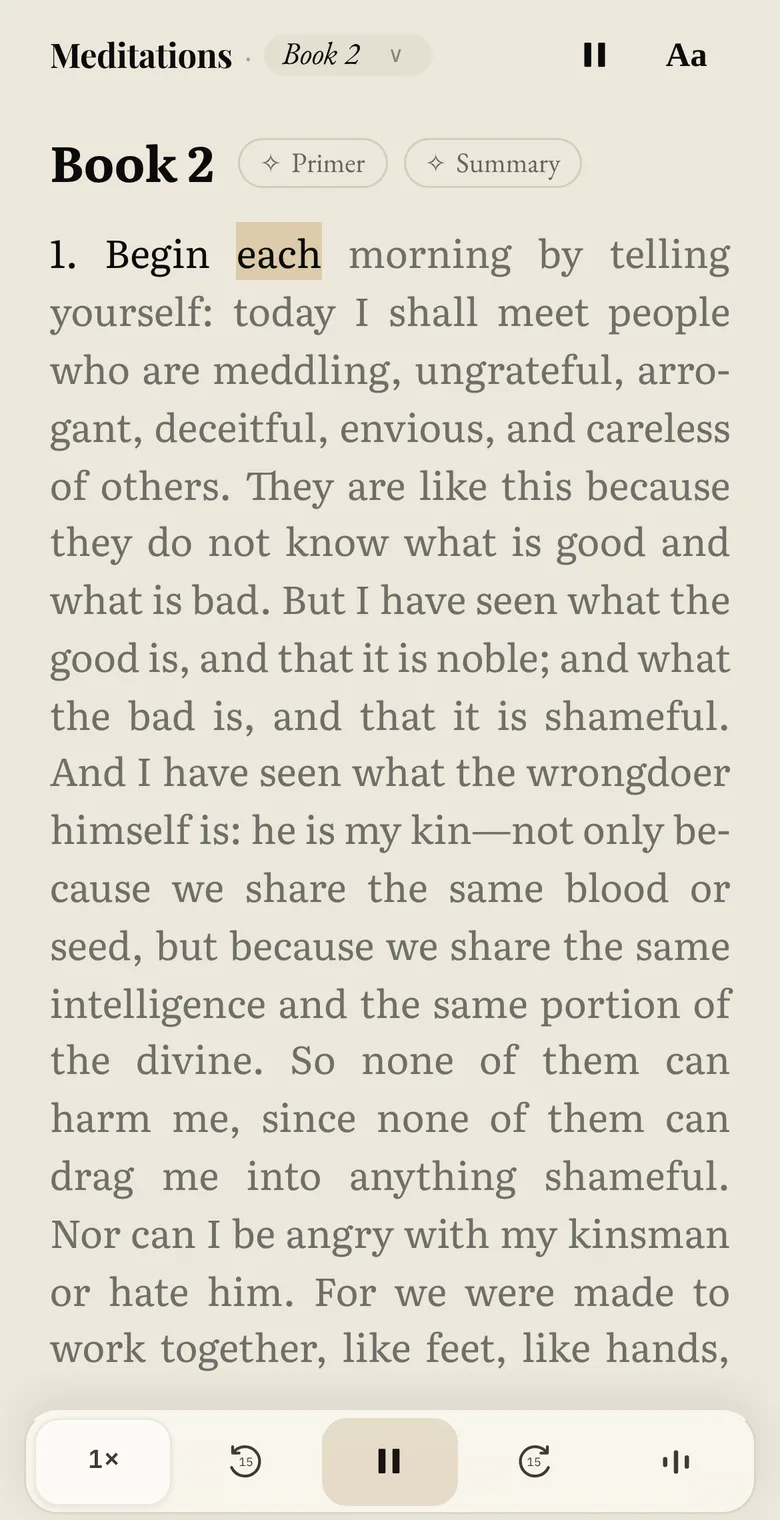 Meditations · Book 2
Aa
Book 2
Primer
Summary
1. Begin each morning by telling
yourself: today I shall meet people
who are meddling, ungrateful, arro-
gant, deceitful, envious, and careless
of others. They are like this because
they do not know what is good and
what is bad. But I have seen what the
good is, and that it is noble; and what
the bad is, and that it is shameful.
And I have seen what the wrongdoer
himself is: he is my kin—not only be-
cause we share the same blood or
seed, but because we share the same
intelligence and the same portion of
the divine. So none of them can
harm me, since none of them can
drag me into anything shameful.
Nor can I be angry with my kinsman
or hate him. For we were made to
work together, like feet, like hands,
1×
15
15